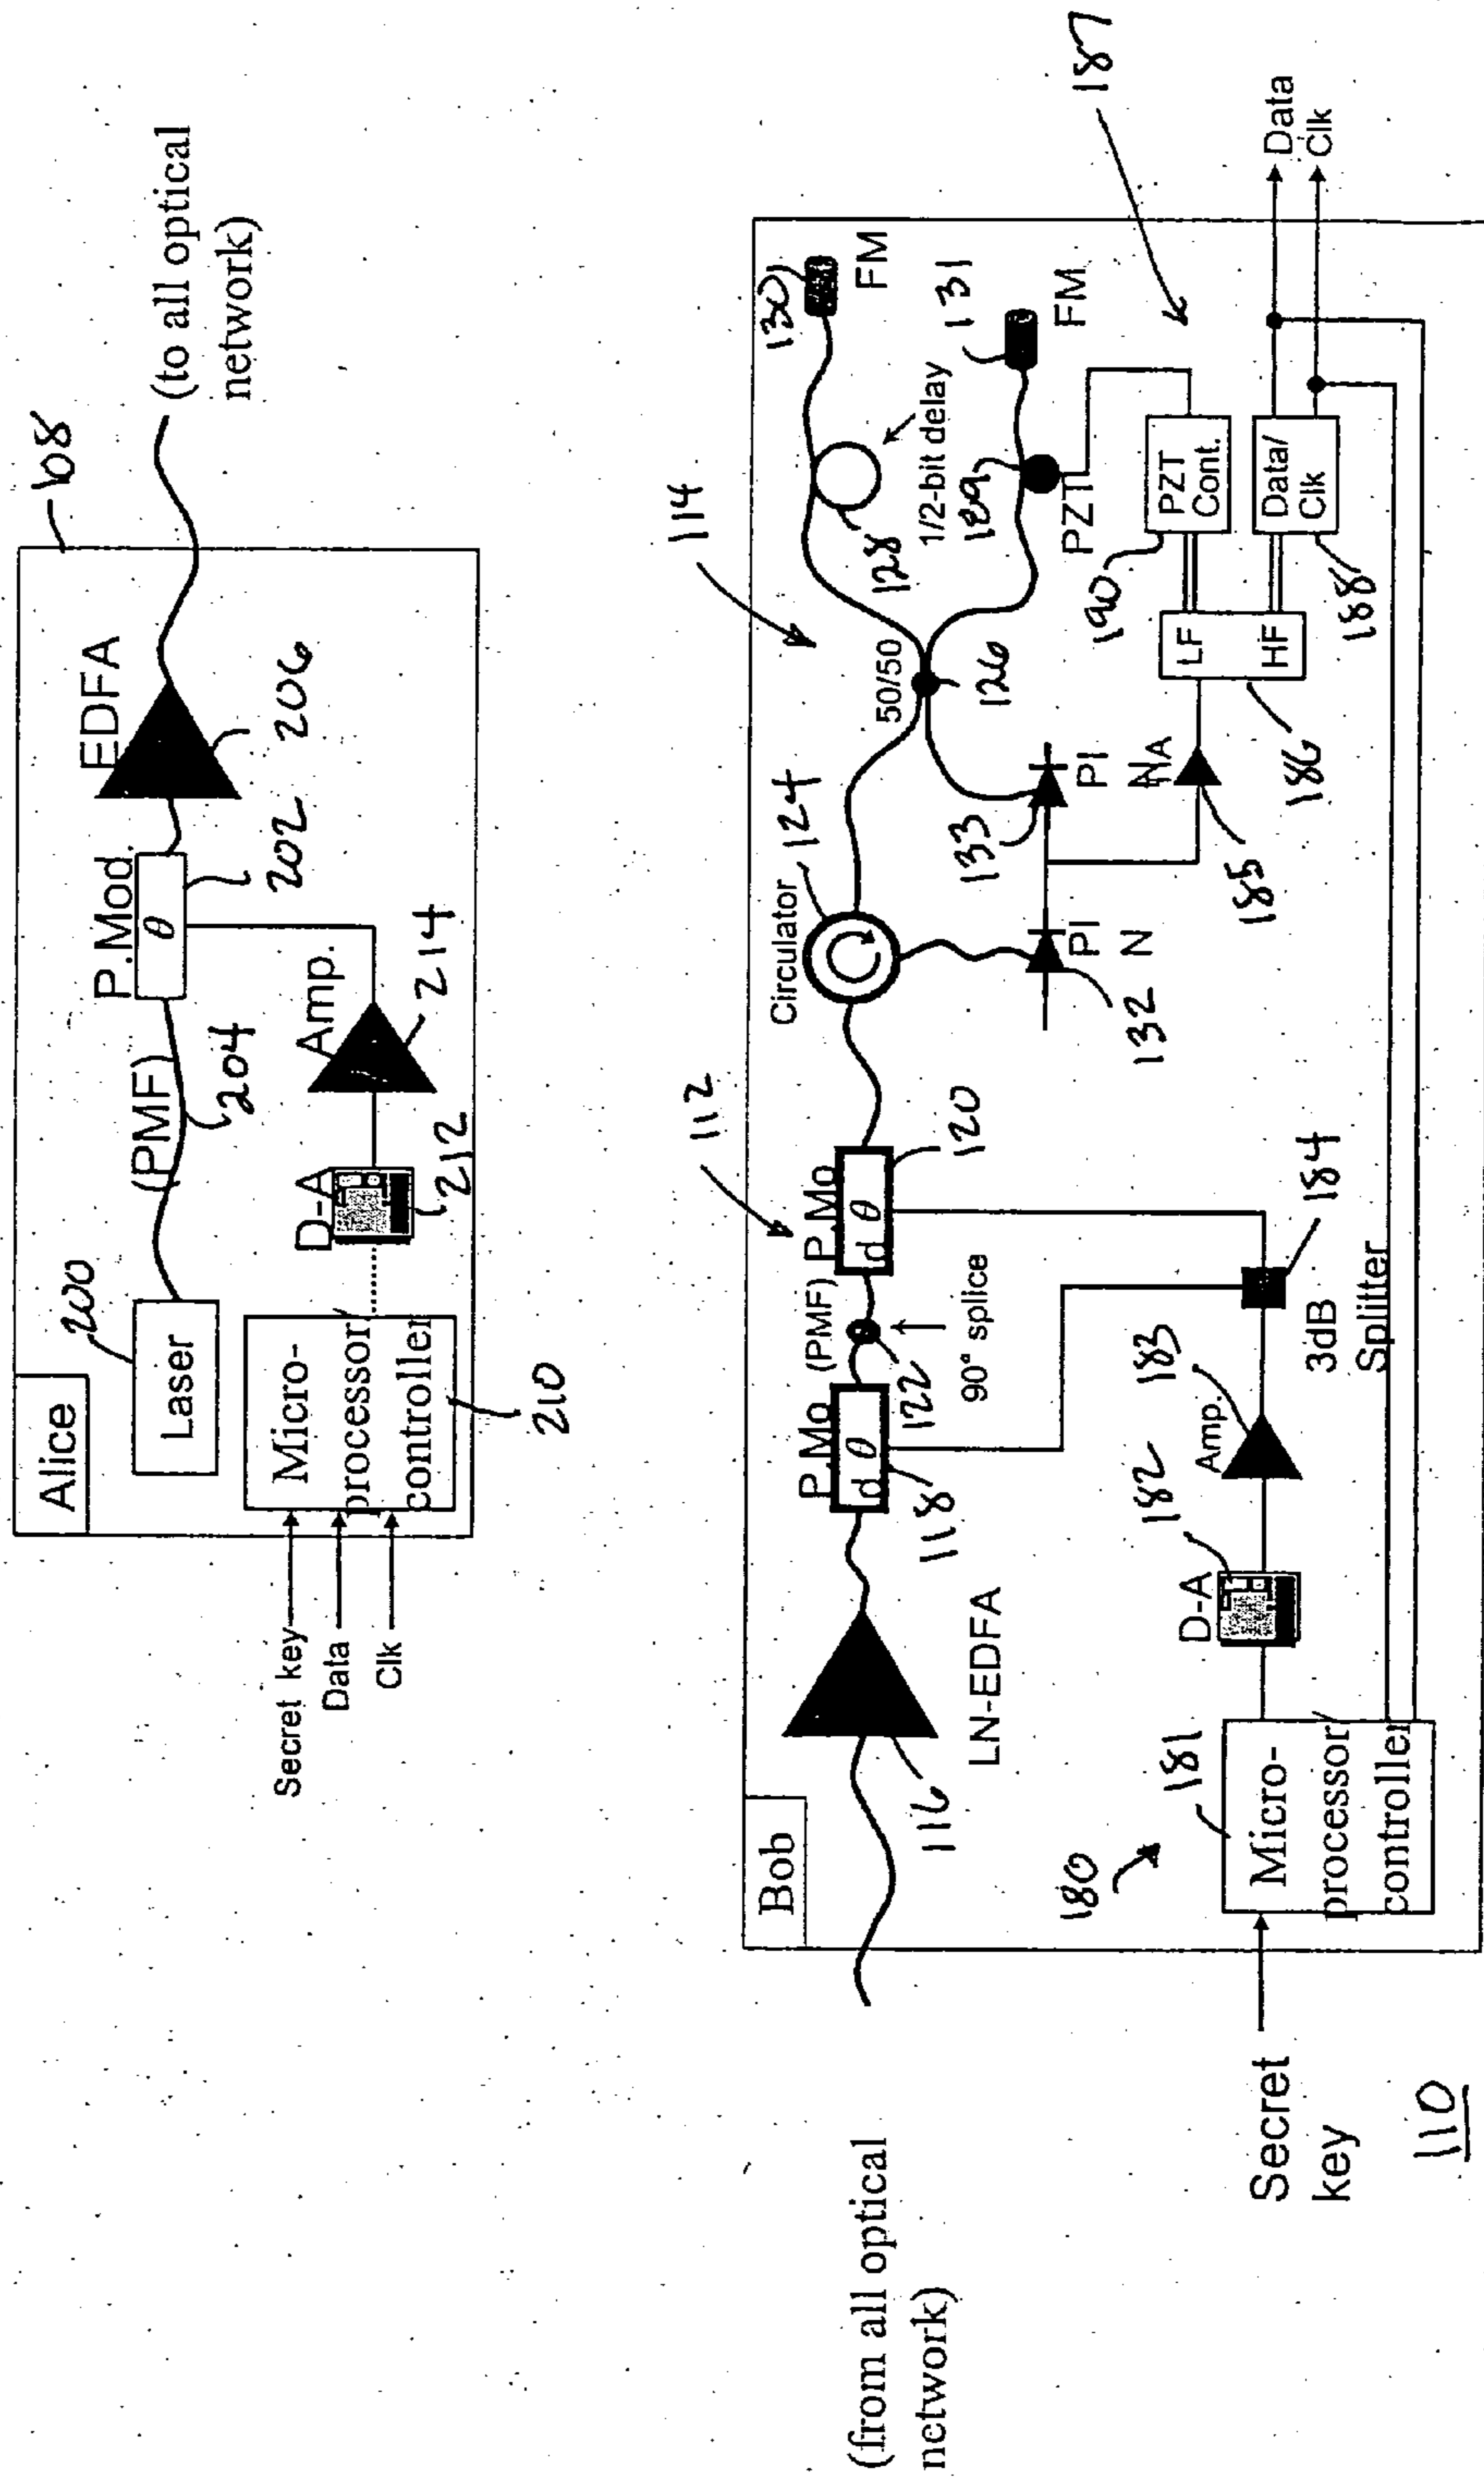 Alice
108
200
Laser
(PMF)
204
P.Mod.
θ
202
EDFA
206
(to all optical
network)
Secret key
Data
Clk
Micro-
processor/
controller
210
D-A
212
Amp.
214
Bob
(from all optical
network)
116
LN-EDFA
112
P.Mo
d θ
118
(PMF)
122
90° splice
P.Mo
d θ
120
Circulator
124
114
50/50
126
128
1/2-bit delay
130
FM
131
FM
189
PZT
132
PI
N
133
PI
N
A
185
186
LF
HF
190
PZT
Cont.
187
Data/
Clk
188
Data
Clk
180
181
Micro-
processor/
controller
Secret
key
D-A
182
Amp.
183
184
3dB
Splitter
110